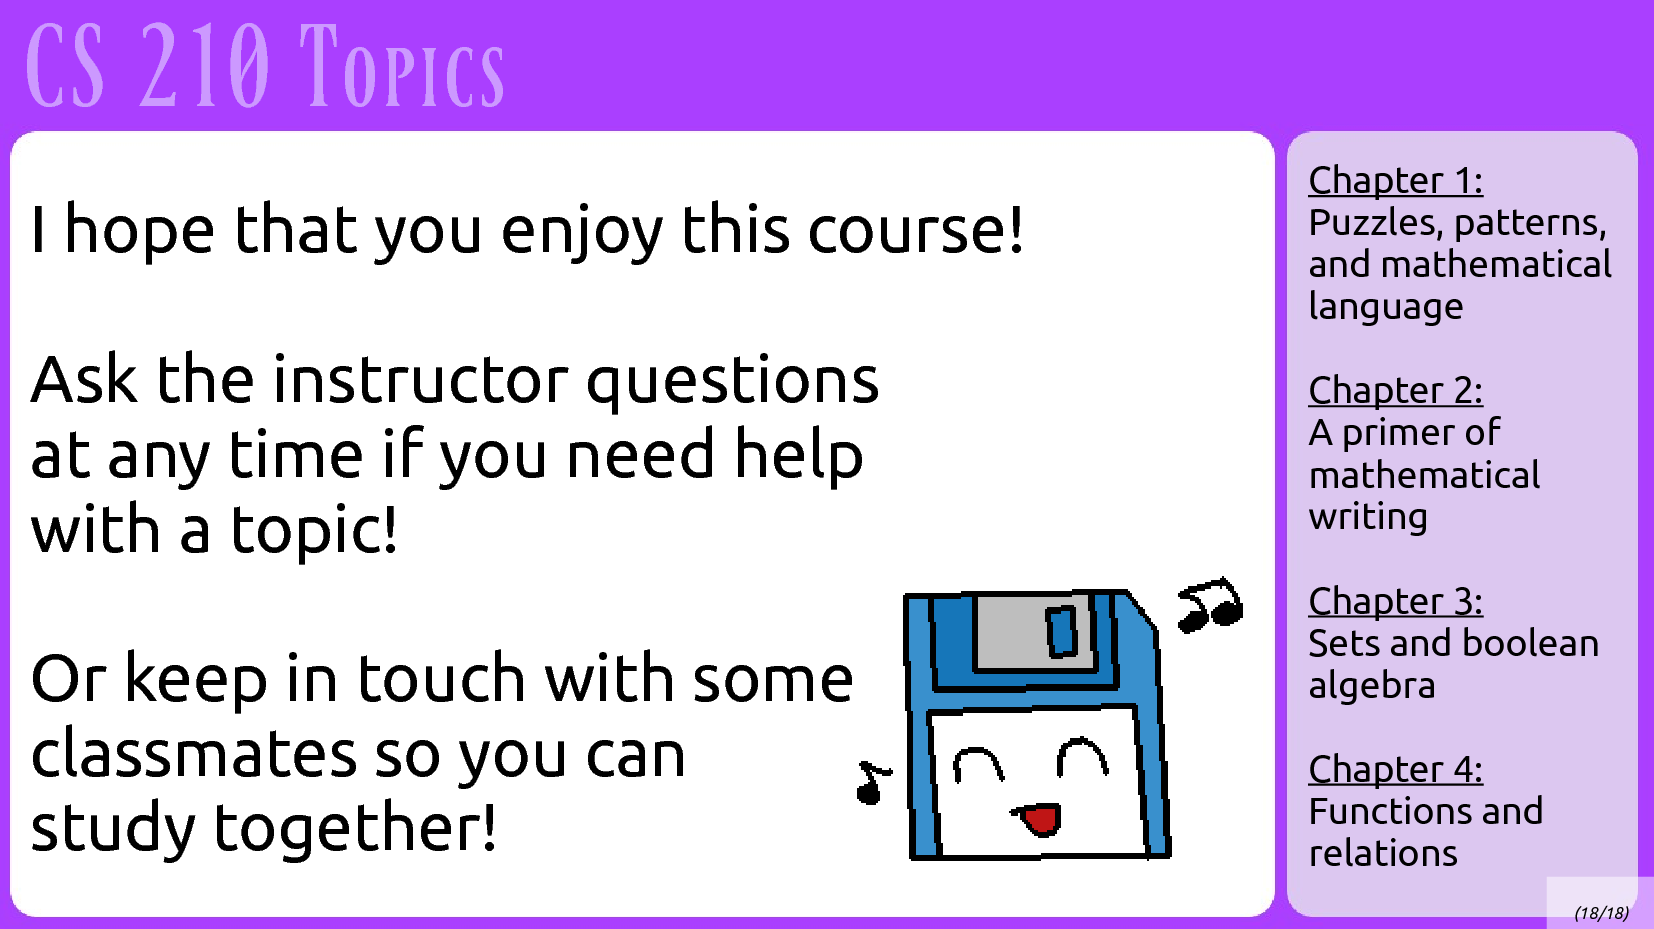 CS 210 Topics
I hope that you enjoy this course!
Ask the instructor questions
at any time if you need help
with a topic!
Or keep in touch with some
classmates so you can
study together!
Chapter 1:
Puzzles, patterns,
and mathematical
language
Chapter 2:
A primer of
mathematical
writing
Chapter 3:
Sets and boolean
algebra
Chapter 4:
Functions and
relations
(18/18)